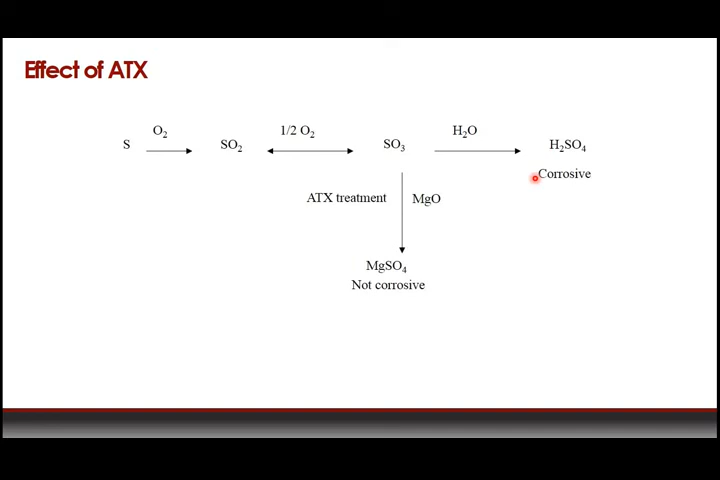 Effect of ATX
O2 1/2 O2 H2O
S SO2 SO3 H2SO4
Corrosive
ATX treatment MgO
MgSO4
Not corrosive